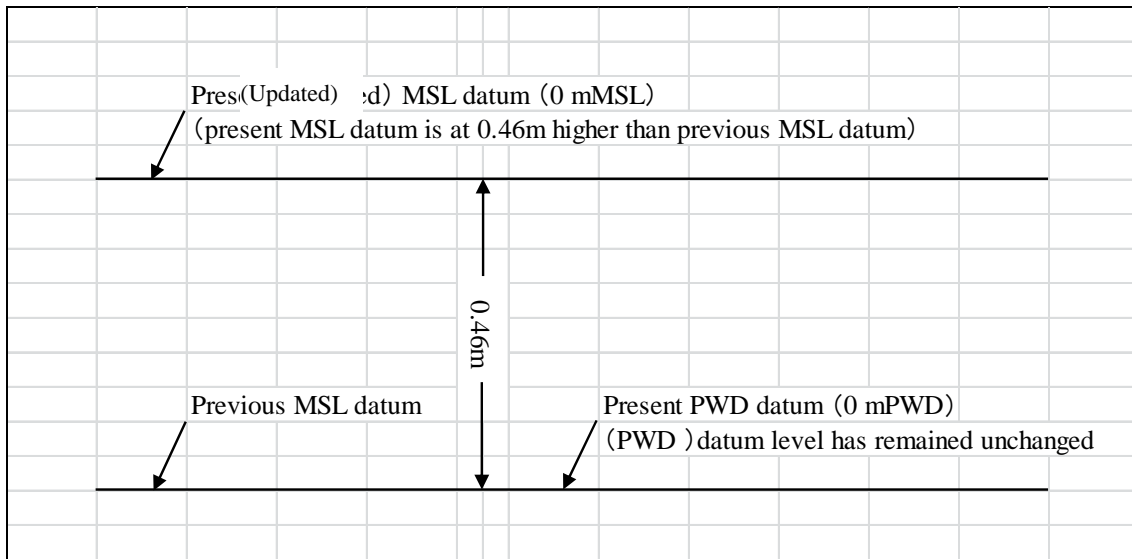 Pres(Updated) ed）MSL datum（0 mMSL）
（present MSL datum is at 0.46m higher than previous MSL datum）
0.46m
Previous MSL datum
Present PWD datum（0 mPWD）
（PWD ）datum level has remained unchanged